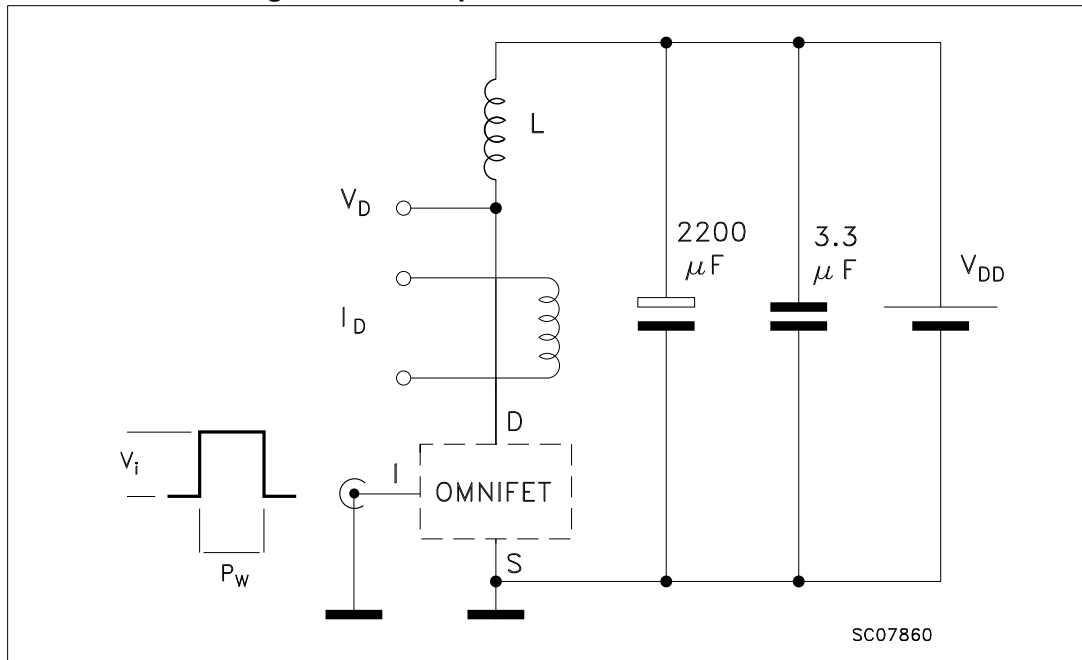 L
V_D
2200
μF
3.3
μF
V_DD
I_D
D
V_i
I
OMNIFET
S
P_W
SC07860